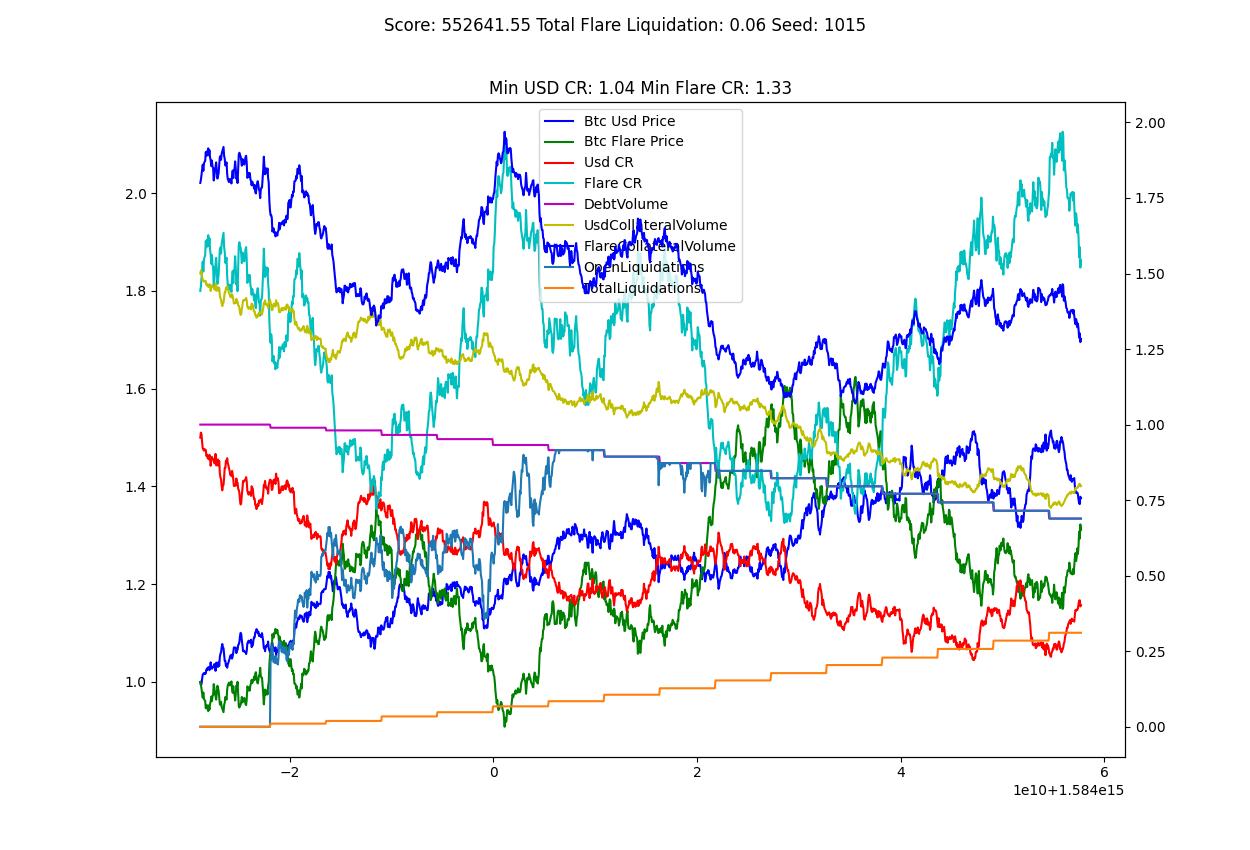 Score: 552641.55 Total Flare Liquidation: 0.06 Seed: 1015
Min USD CR: 1.04 Min Flare CR: 1.33
Btc Usd Price
Btc Flare Price
Usd CR
Flare CR
DebtVolume
UsdCollateralVolume
FlareCollateralVolume
OpenLiquidations
TotalLiquidations
2.0
1.8
1.6
1.4
1.2
1.0
2.00
1.75
1.50
1.25
1.00
0.75
0.50
0.25
0.00
−2
0
2
4
6
1e10+1.584e15